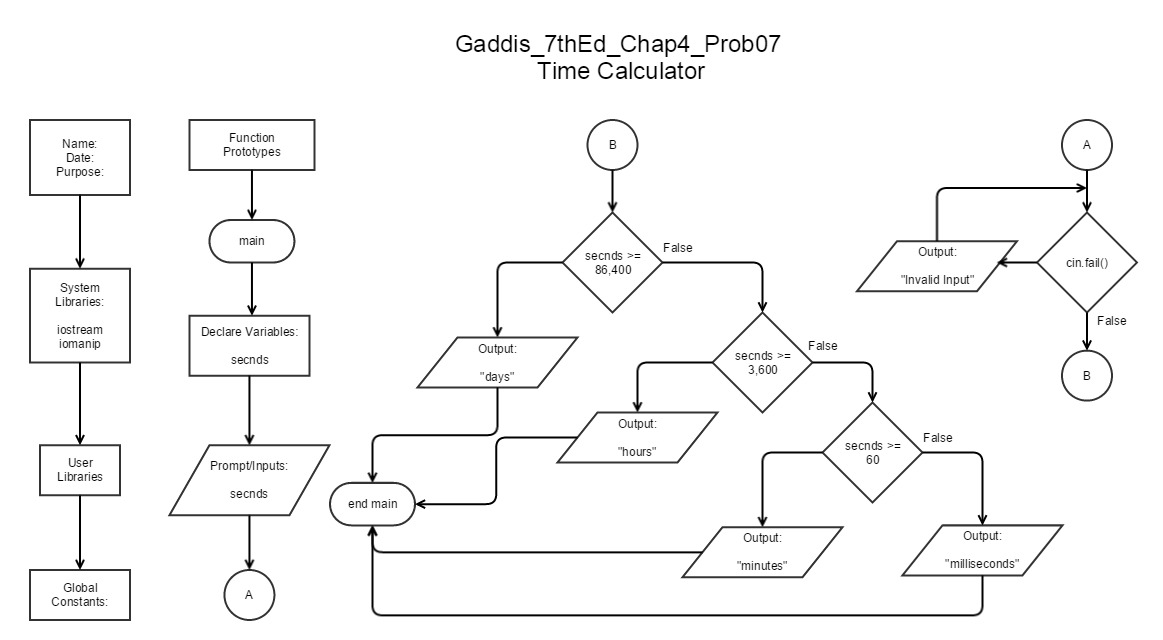 Gaddis_7thEd_Chap4_Prob07
Time Calculator
Name:
Date:
Purpose:
System
Libraries:
iostream
iomanip
User
Libraries
Global
Constants:
Function
Prototypes
main
Declare Variables:
secnds
Prompt/Inputs:
secnds
A
B
secnds >=
86,400
False
Output:
"days"
secnds >=
3,600
False
Output:
"hours"
secnds >=
60
False
Output:
"minutes"
Output:
"milliseconds"
end main
A
cin.fail()
Output:
"Invalid Input"
False
B